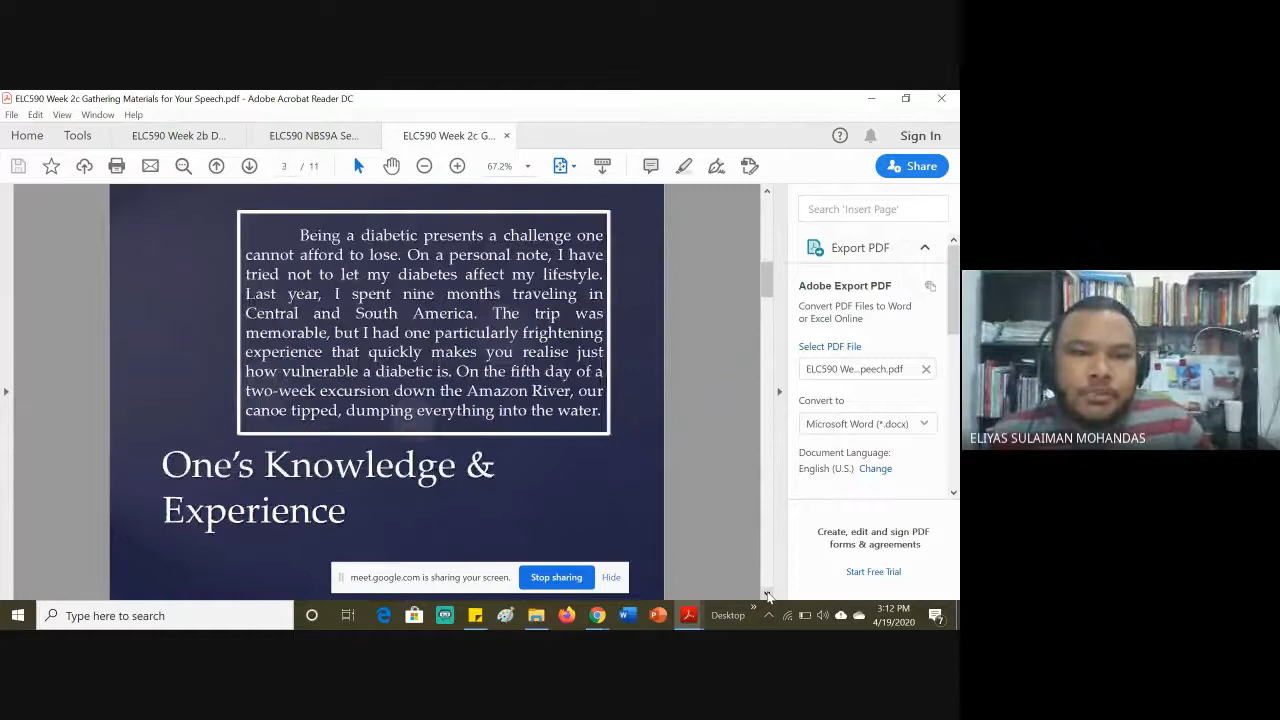 ELC590 Week 2c Gathering Materials for Your Speech.pdf - Adobe Acrobat Reader DC
File Edit View Window Help
Home Tools ELC590 Week 2b D... ELC590 NBS9A Se... ELC590 Week 2c G... × Sign In
3 / 11 67.2% Share
Being a diabetic presents a challenge one
cannot afford to lose. On a personal note, I have
tried not to let my diabetes affect my lifestyle.
Last year, I spent nine months traveling in
Central and South America. The trip was
memorable, but I had one particularly frightening
experience that quickly makes you realise just
how vulnerable a diabetic is. On the fifth day of a
two-week excursion down the Amazon River, our
canoe tipped, dumping everything into the water.
One's Knowledge &
Experience
Search 'Insert Page'
Export PDF
Adobe Export PDF
Convert PDF Files to Word
or Excel Online
Select PDF File
ELC590 We...peech.pdf
Convert to
Microsoft Word (*.docx)
Document Language:
English (U.S.) Change
Create, edit and sign PDF
forms & agreements
Start Free Trial
meet.google.com is sharing your screen. Stop sharing Hide
Type here to search
Desktop
3:12 PM
4/19/2020
7
ELIYAS SULAIMAN MOHANDAS